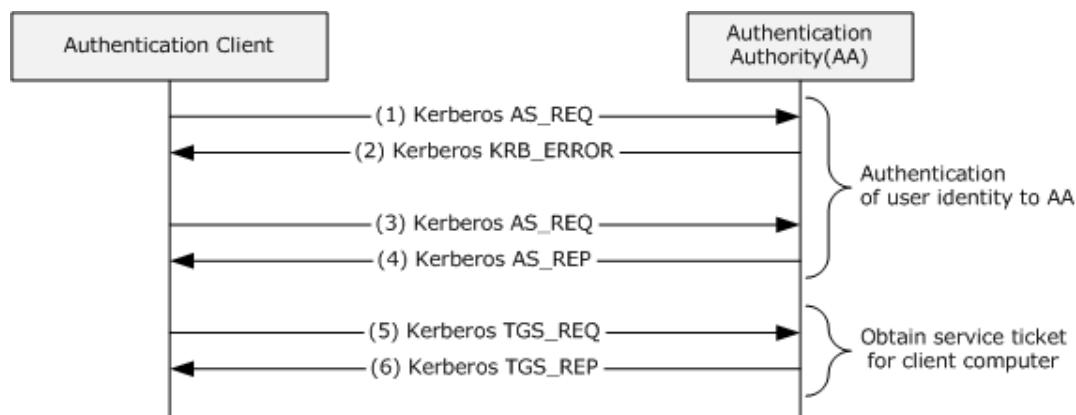 Authentication Client
Authentication
Authority(AA)
(1) Kerberos AS_REQ
(2) Kerberos KRB_ERROR
Authentication
of user identity to AA
(3) Kerberos AS_REQ
(4) Kerberos AS_REP
(5) Kerberos TGS_REQ
Obtain service ticket
for client computer
(6) Kerberos TGS_REP